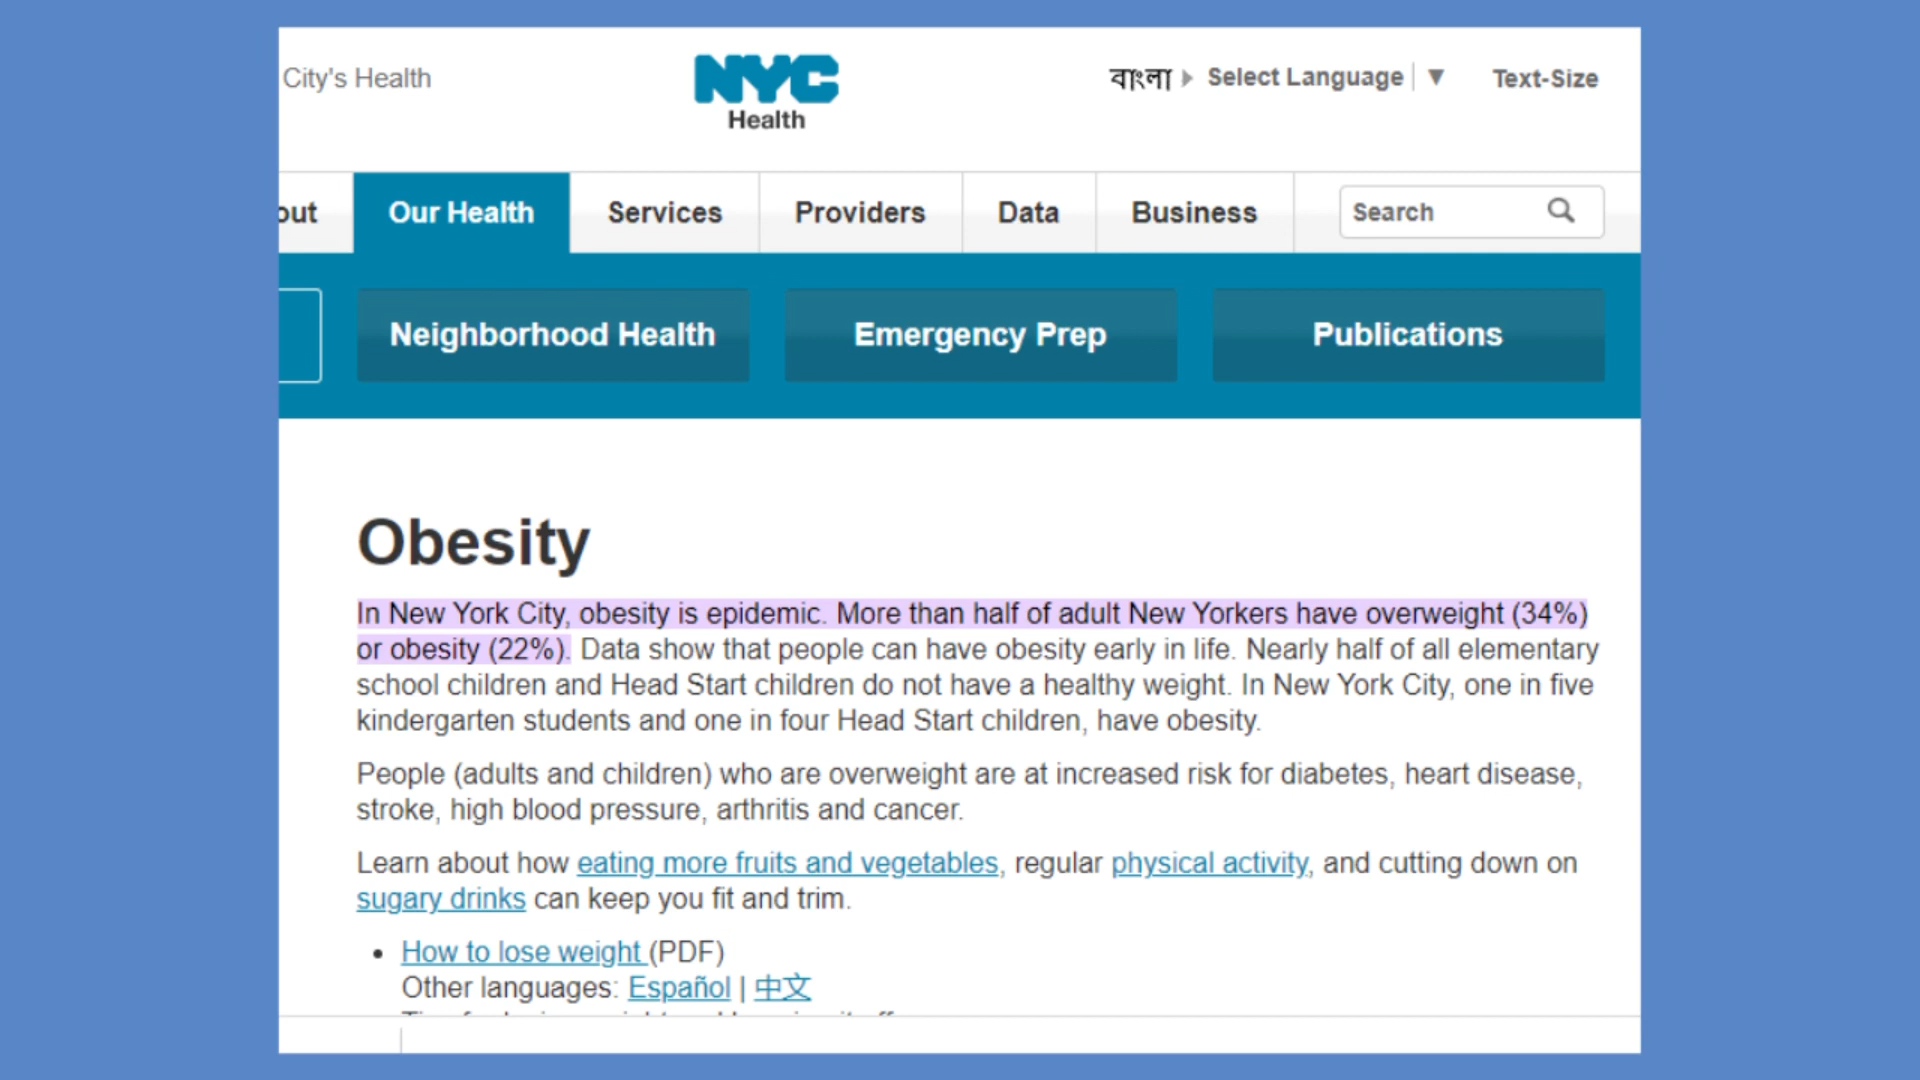 City's Health
NYC
Health
বাংলা Select Language
Text-Size
out
Our Health
Services
Providers
Data
Business
Search
Neighborhood Health
Emergency Prep
Publications
Obesity
In New York City, obesity is epidemic. More than half of adult New Yorkers have overweight (34%)
or obesity (22%). Data show that people can have obesity early in life. Nearly half of all elementary
school children and Head Start children do not have a healthy weight. In New York City, one in five
kindergarten students and one in four Head Start children, have obesity.
People (adults and children) who are overweight are at increased risk for diabetes, heart disease,
stroke, high blood pressure, arthritis and cancer.
Learn about how eating more fruits and vegetables, regular physical activity, and cutting down on
sugary drinks can keep you fit and trim.
• How to lose weight (PDF)
Other languages: Español | 中文